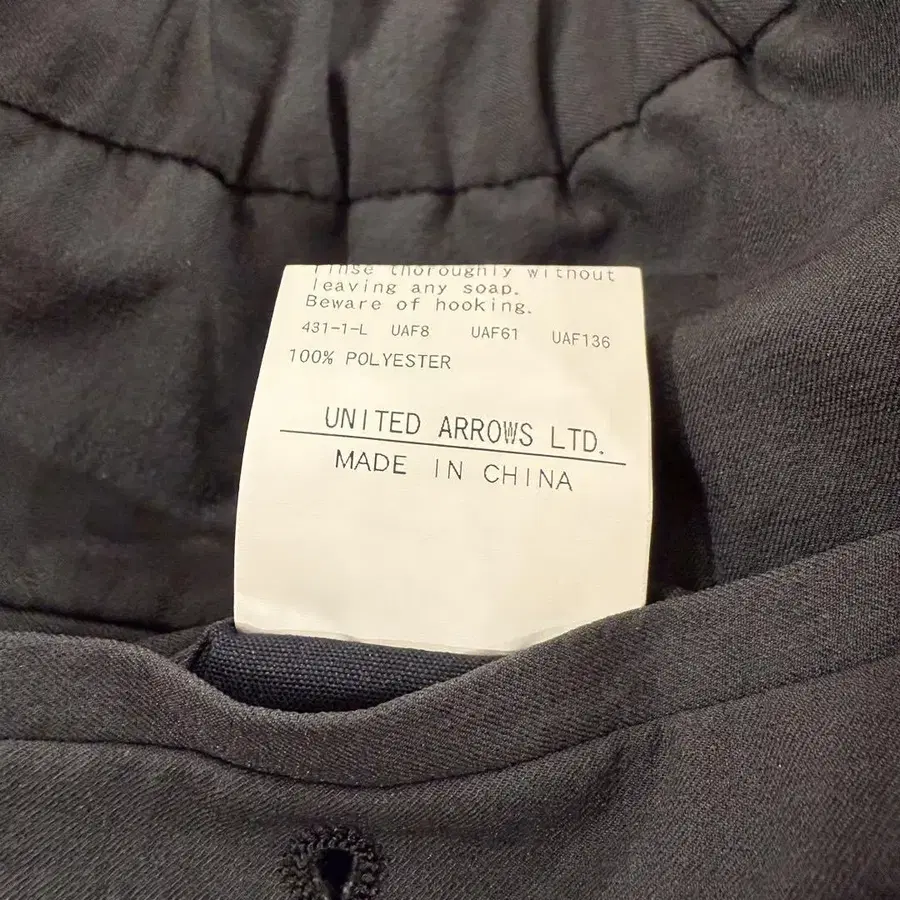 rinse thoroughly without
leaving any soap.
Beware of hooking.
431-1-L UAF8 UAF61 UAF136
100% POLYESTER
UNITED ARROWS LTD.
MADE IN CHINA